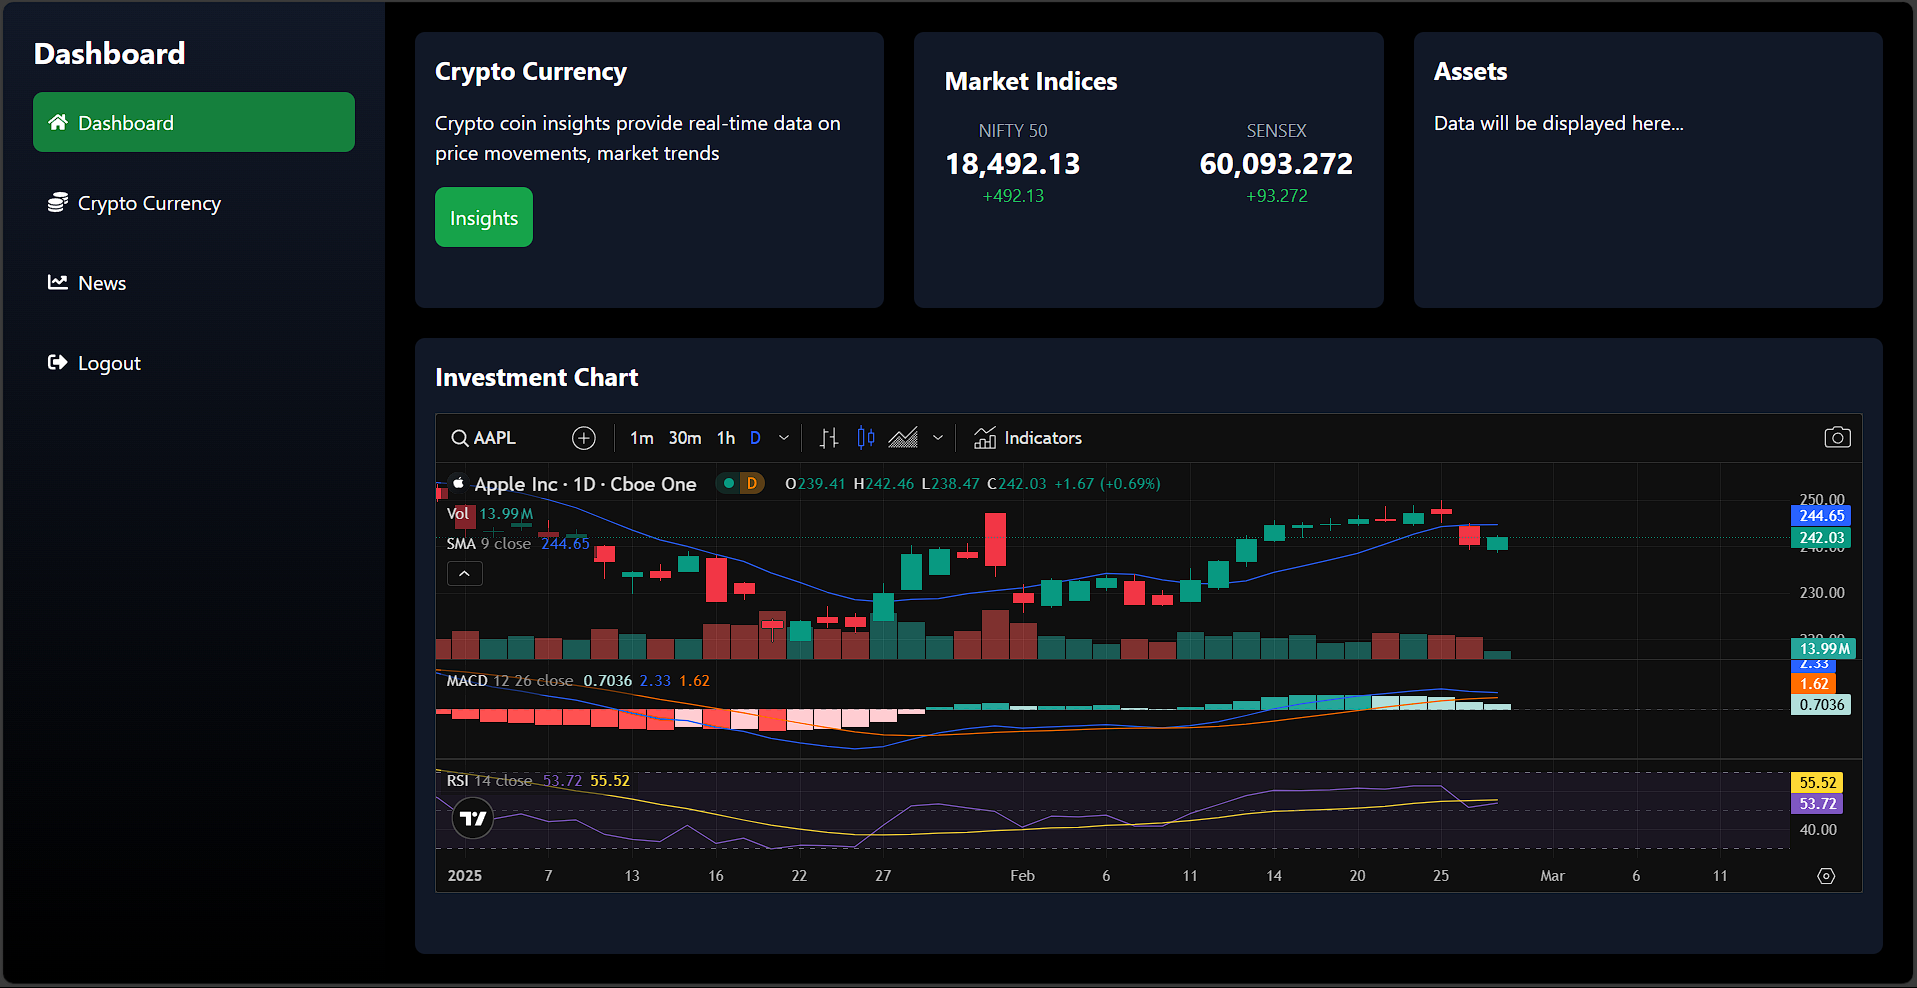 Dashboard
Dashboard
Crypto Currency
News
Logout
Crypto Currency
Crypto coin insights provide real-time data on
price movements, market trends
Insights
Market Indices
NIFTY 50
18,492.13
+492.13
SENSEX
60,093.272
+93.272
Assets
Data will be displayed here...
Investment Chart
AAPL 1m 30m 1h D Indicators
Apple Inc · 1D · Cboe One D O239.41 H242.46 L238.47 C242.03 +1.67 (+0.69%)
Vol 13.99M
SMA 9 close 244.65
250.00
244.65
242.03
240.00
230.00
220.00
13.99M
MACD 12 26 close 0.7036 2.33 1.62
2.33
1.62
0.7036
RSI 14 close 53.72 55.52
55.52
53.72
40.00
2025 7 13 16 22 27 Feb 6 11 14 20 25 Mar 6 11